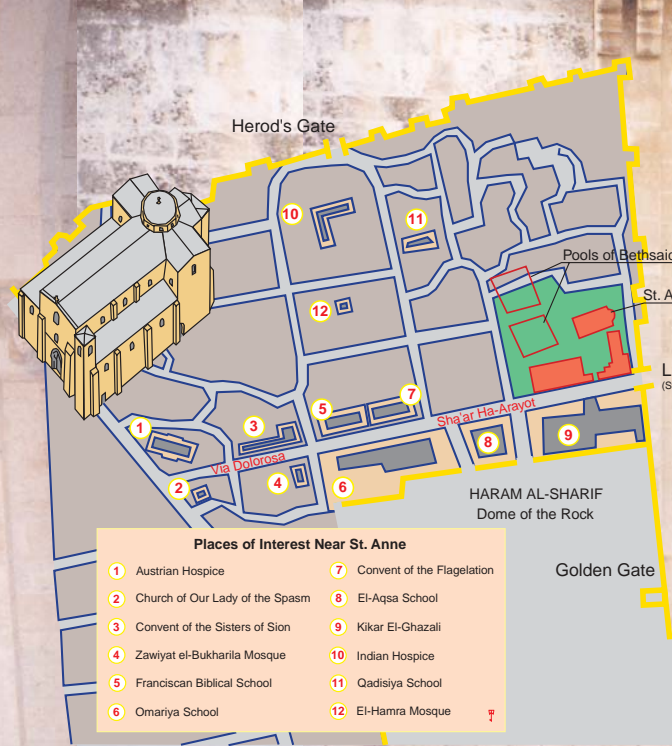 Herod's Gate
10
11
Pools of Bethsaid
12
St. A
L
(S
5
7
Sha'ar Ha-Arayot
1
3
8
9
Via Dolorosa
2
4
6
HARAM AL-SHARIF
Dome of the Rock
Golden Gate
Places of Interest Near St. Anne
1 Austrian Hospice
2 Church of Our Lady of the Spasm
3 Convent of the Sisters of Sion
4 Zawiyat el-Bukharila Mosque
5 Franciscan Biblical School
6 Omariya School
7 Convent of the Flagelation
8 El-Aqsa School
9 Kikar El-Ghazali
10 Indian Hospice
11 Qadisiya School
12 El-Hamra Mosque